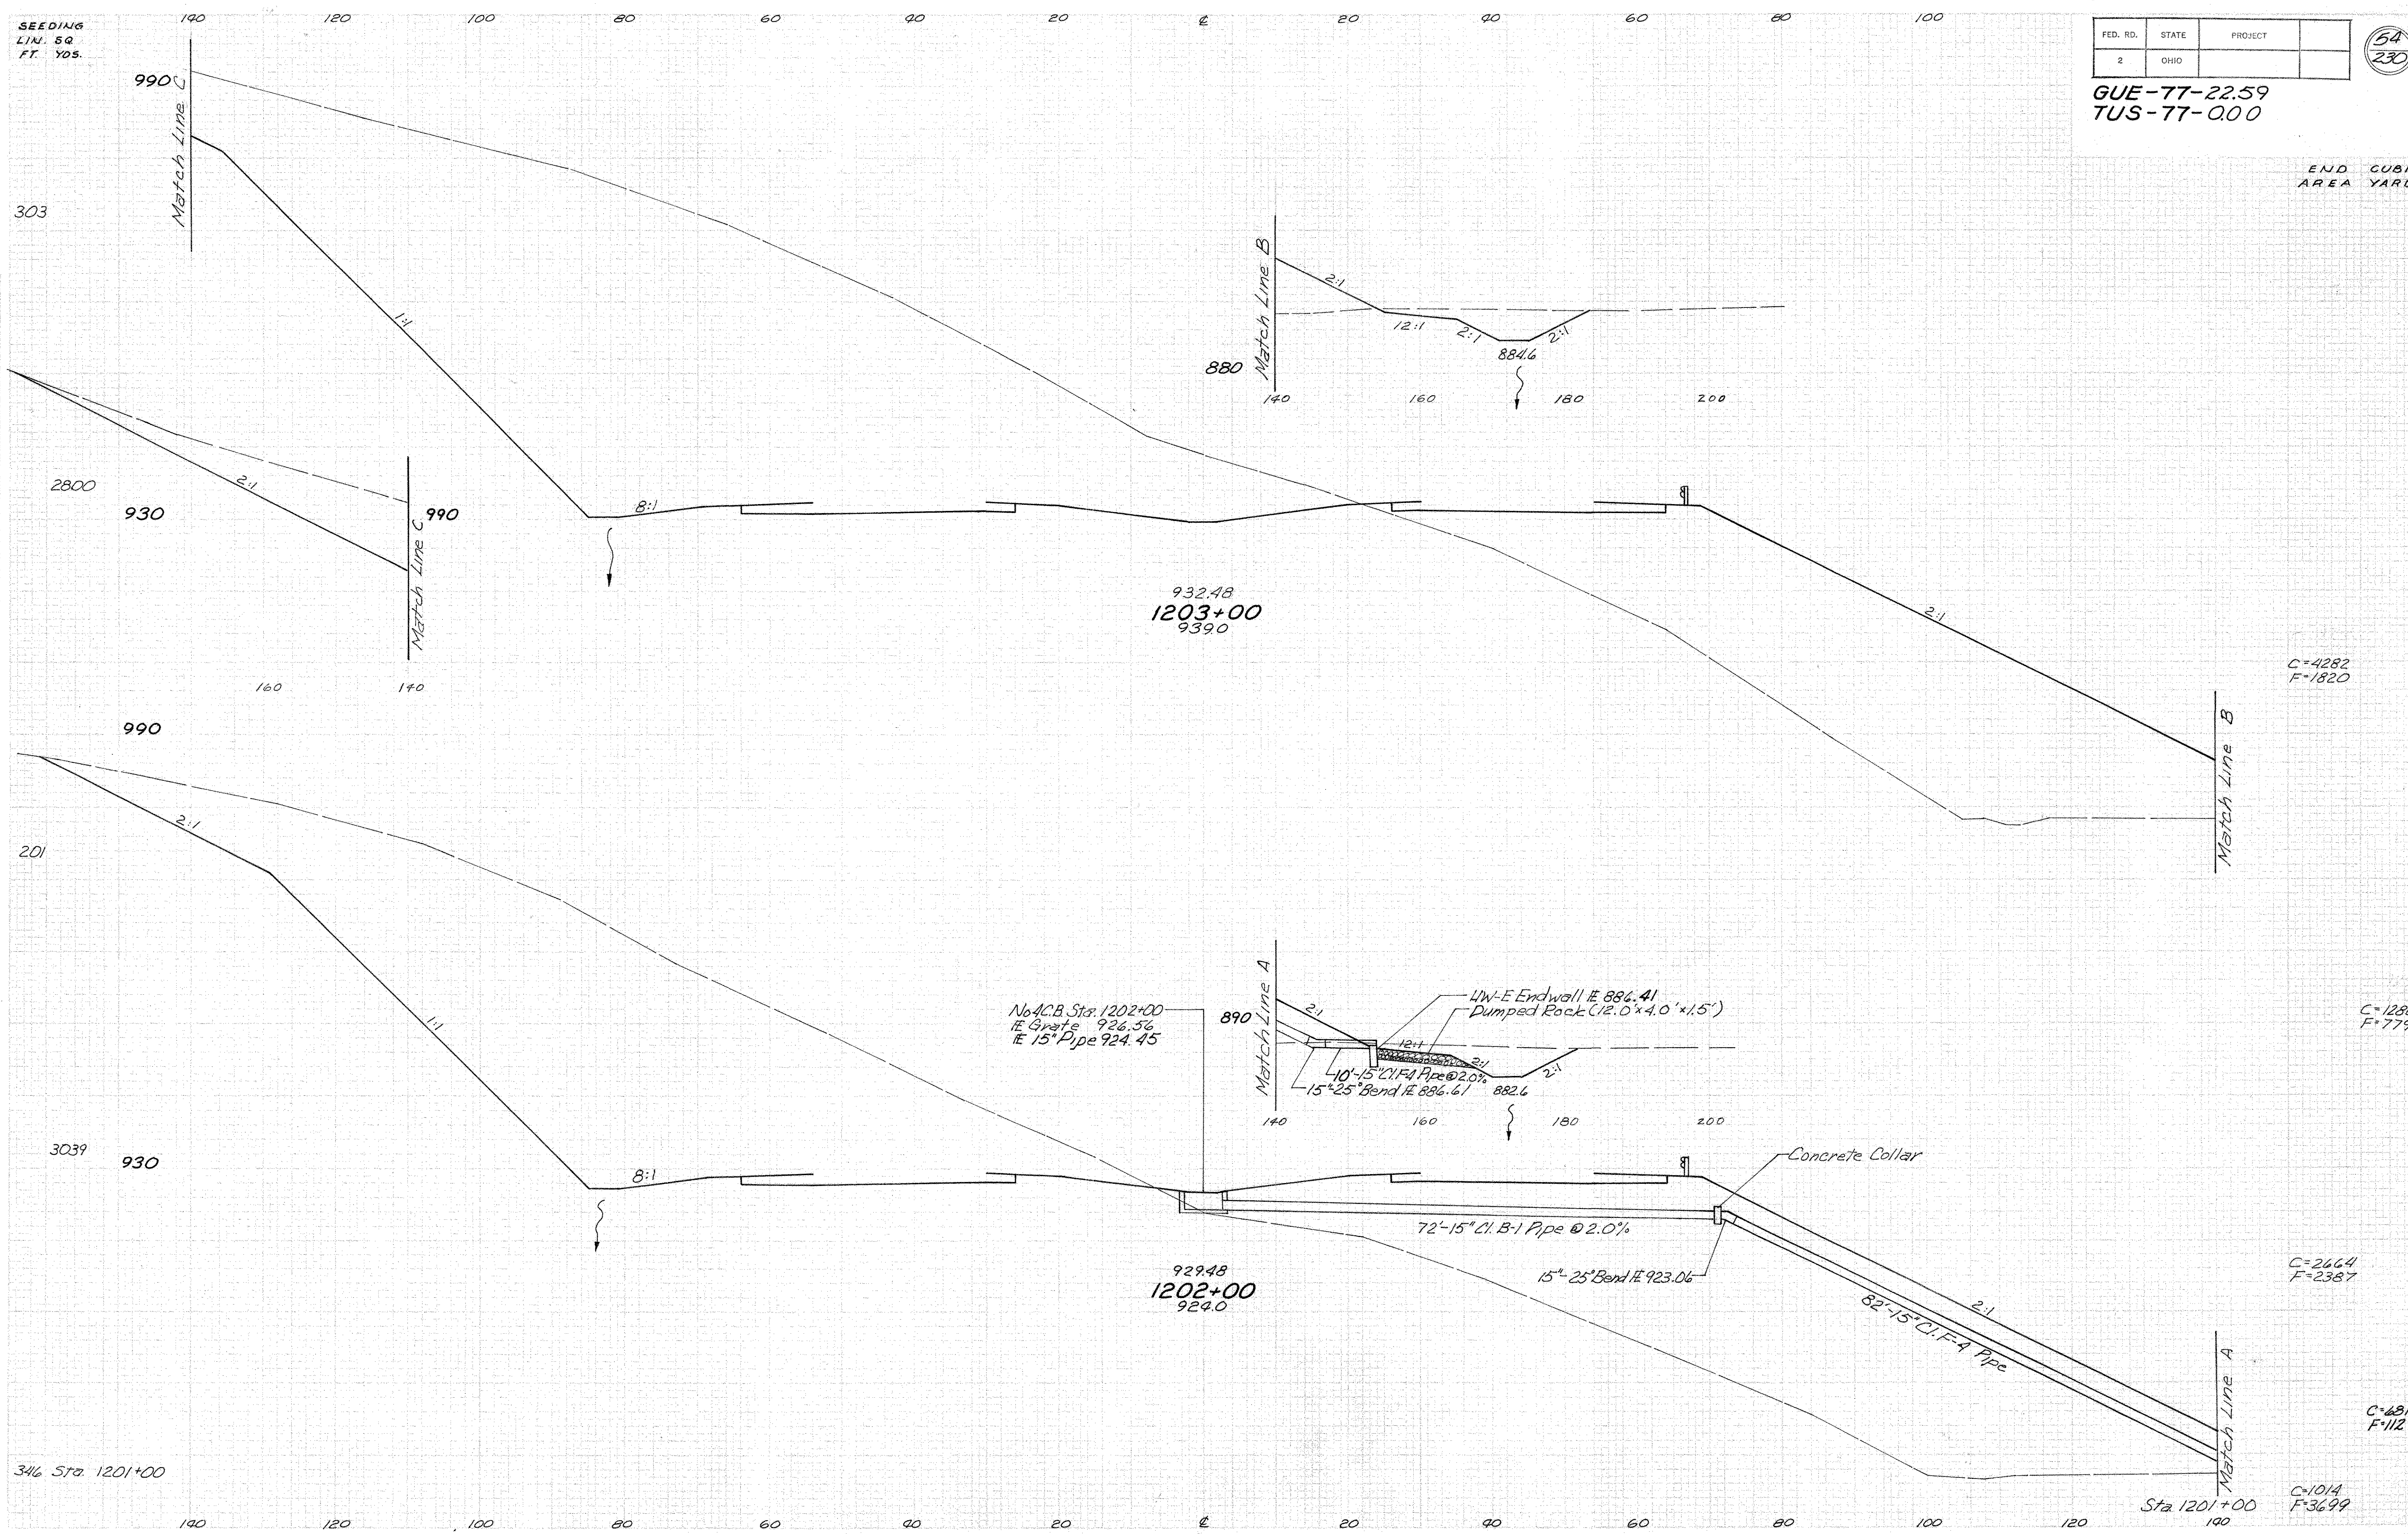 140 120 100 80 60 40 20 ℄ 20 40 60 80 100
SEEDING
LIN. SQ
FT. YDS.
FED. RD. STATE PROJECT
2 OHIO
54
230
GUE-77-22.59
TUS-77-0.00
END CUBI
AREA YARD
990
Match Line C
303
1:1
Match Line B
2:1
12:1
2:1
2:1
884.6
880
140 160 180 200
2800
930
2:1
990
Match Line C
8:1
2:1
932.48
1203+00
939.0
160 140
C=4282
F=1820
Match Line B
990
2:1
201
1:1
Match Line A
2:1
890
HW-E Endwall ℄ 886.41
Dumped Rock (12.0'x4.0'x1.5')
12:1
2:1
2:1
10'-15"Cl.F-4 Pipe@2.0%
15"-25°Bend ℄ 886.61
882.6
140 160 180 200
No4C.B. Sta. 1202+00
℄ Grate 926.56
℄ 15" Pipe 924.45
C=128
F=779
3039
930
8:1
Concrete Collar
72'-15" Cl. B-1 Pipe @ 2.0%
15"-25°Bend ℄ 923.06
2:1
82'-15" Cl. F-4 Pipe
929.48
1202+00
924.0
C=2664
F=2387
Match Line A
C=681
F=112
346 Sta. 1201+00
Sta. 1201+00
C=1014
F=3699
140 120 100 80 60 40 20 ℄ 20 40 60 80 100 120 140